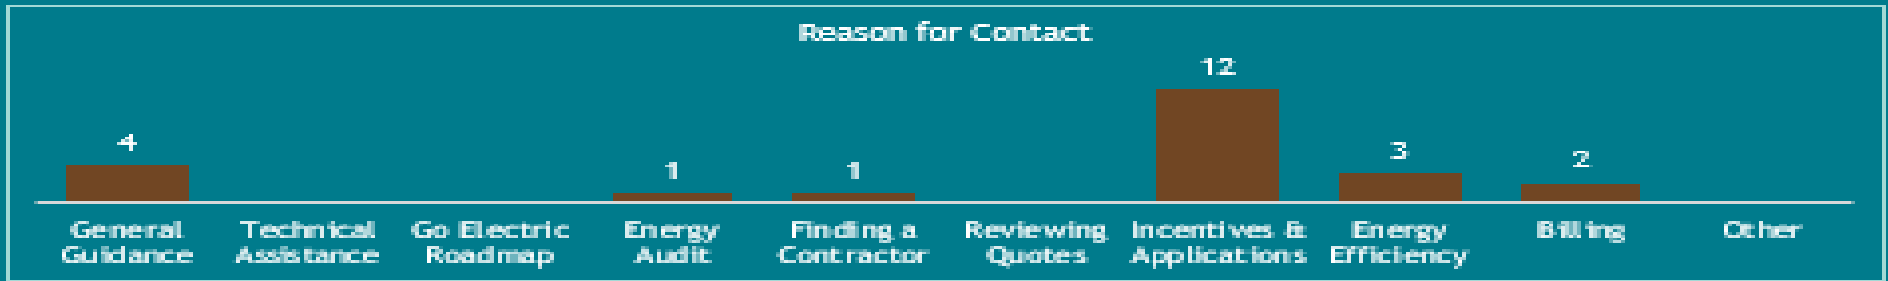 Reason for Contact
12
4
3
2
1
1
General Guidance
Technical Assistance
Go Electric Roadmap
Energy Audit
Finding a Contractor
Reviewing Quotes
Incentives & Applications
Energy Efficiency
Billing
Other